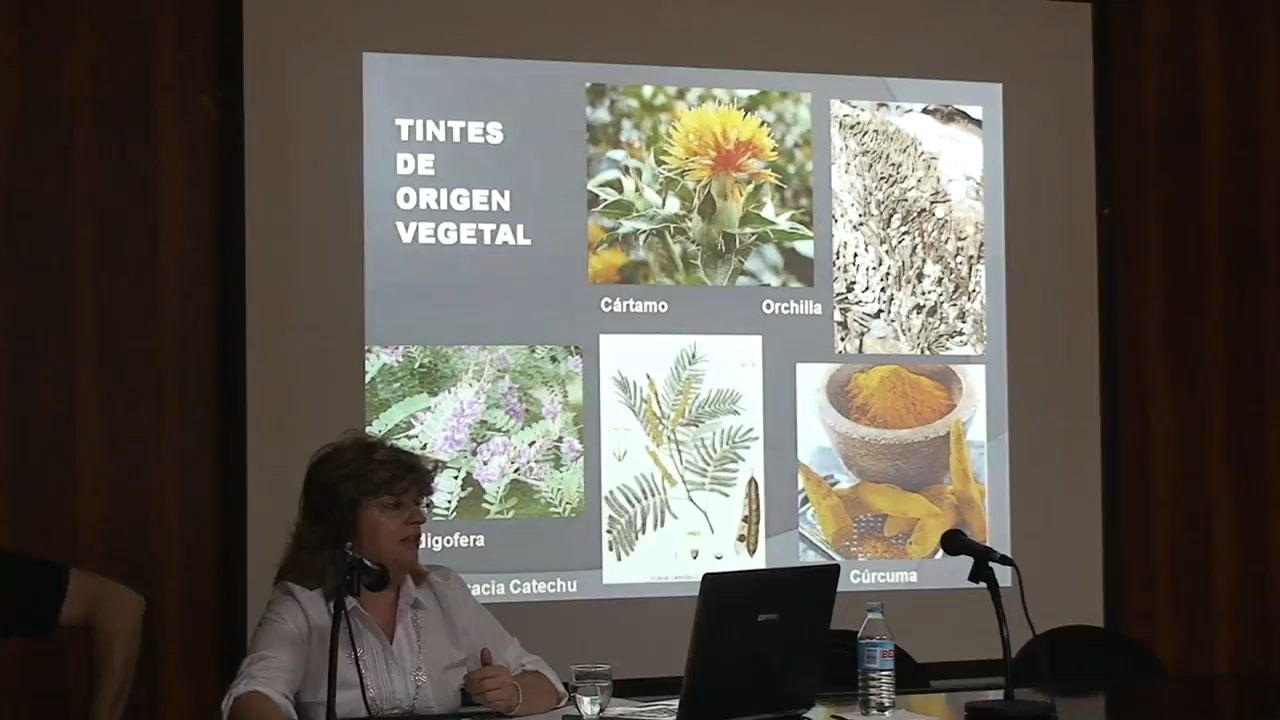 TINTES
DE
ORIGEN
VEGETAL
Cártamo
Orchilla
digofera
acia Catechu
Cúrcuma